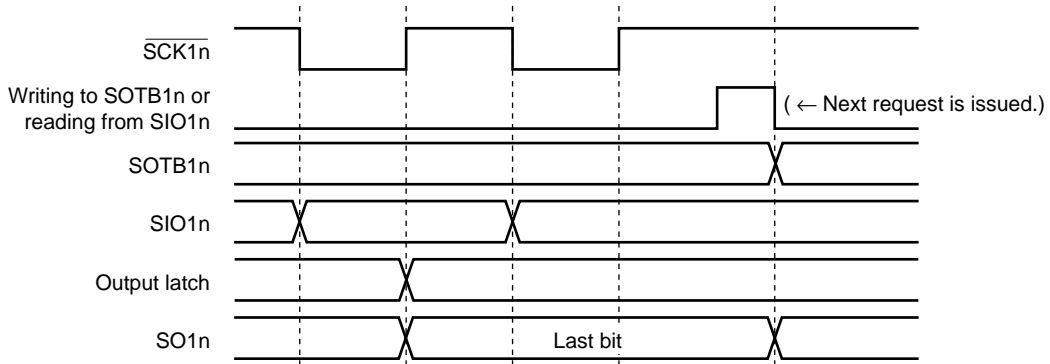 SCK1n
Writing to SOTB1n or
reading from SIO1n
( ← Next request is issued.)
SOTB1n
SIO1n
Output latch
SO1n
Last bit